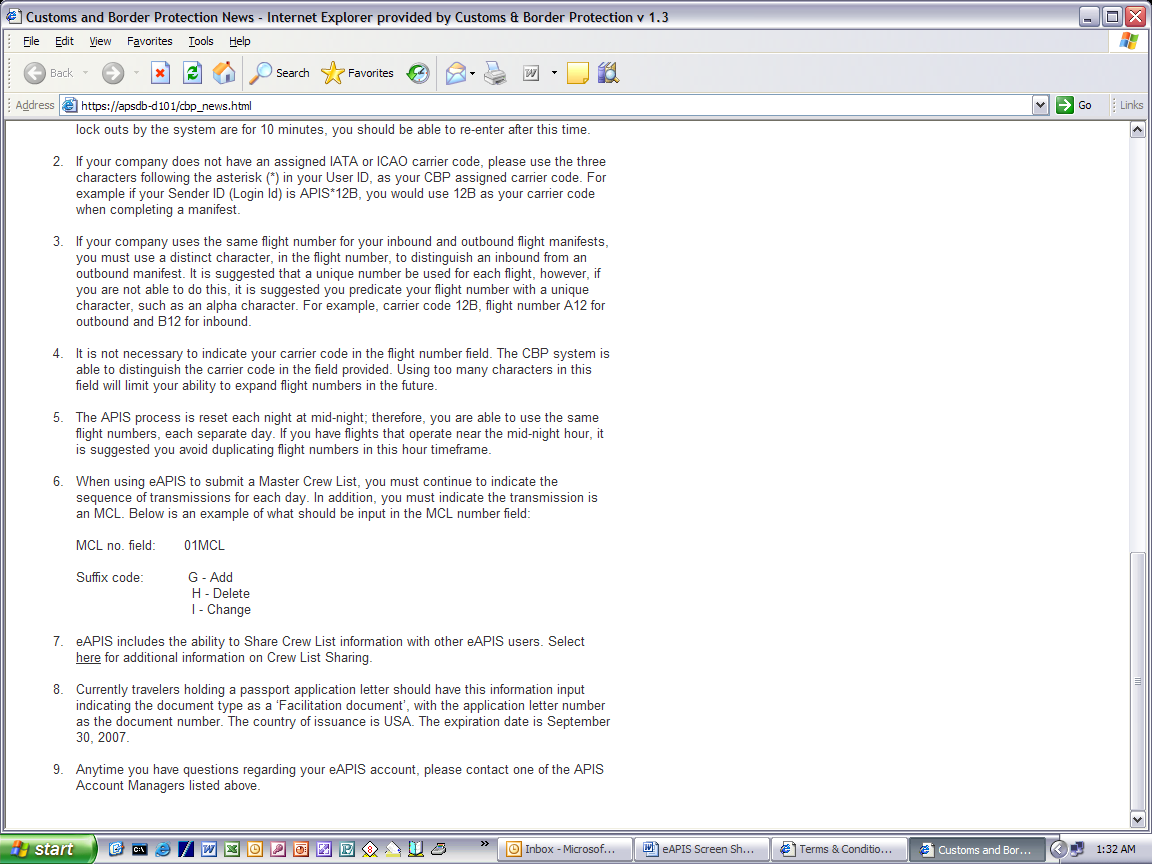 Customs and Border Protection News - Internet Explorer provided by Customs & Border Protection v 1.3
File Edit View Favorites Tools Help
Back Search Favorites
Address https://apsdb-d101/cbp_news.html Go Links
lock outs by the system are for 10 minutes, you should be able to re-enter after this time.
2. If your company does not have an assigned IATA or ICAO carrier code, please use the three
characters following the asterisk (*) in your User ID, as your CBP assigned carrier code. For
example if your Sender ID (Login Id) is APIS*12B, you would use 12B as your carrier code
when completing a manifest.
3. If your company uses the same flight number for your inbound and outbound flight manifests,
you must use a distinct character, in the flight number, to distinguish an inbound from an
outbound manifest. It is suggested that a unique number be used for each flight, however, if
you are not able to do this, it is suggested you predicate your flight number with a unique
character, such as an alpha character. For example, carrier code 12B, flight number A12 for
outbound and B12 for inbound.
4. It is not necessary to indicate your carrier code in the flight number field. The CBP system is
able to distinguish the carrier code in the field provided. Using too many characters in this
field will limit your ability to expand flight numbers in the future.
5. The APIS process is reset each night at mid-night; therefore, you are able to use the same
flight numbers, each separate day. If you have flights that operate near the mid-night hour, it
is suggested you avoid duplicating flight numbers in this hour timeframe.
6. When using eAPIS to submit a Master Crew List, you must continue to indicate the
sequence of transmissions for each day. In addition, you must indicate the transmission is
an MCL. Below is an example of what should be input in the MCL number field:
MCL no. field: 01MCL
Suffix code: G - Add
H - Delete
I - Change
7. eAPIS includes the ability to Share Crew List information with other eAPIS users. Select
here for additional information on Crew List Sharing.
8. Currently travelers holding a passport application letter should have this information input
indicating the document type as a ‘Facilitation document’, with the application letter number
as the document number. The country of issuance is USA. The expiration date is September
30, 2007.
9. Anytime you have questions regarding your eAPIS account, please contact one of the APIS
Account Managers listed above.
start » Inbox - Microsof... eAPIS Screen Sh... Terms & Conditio... Customs and Bor... 1:32 AM